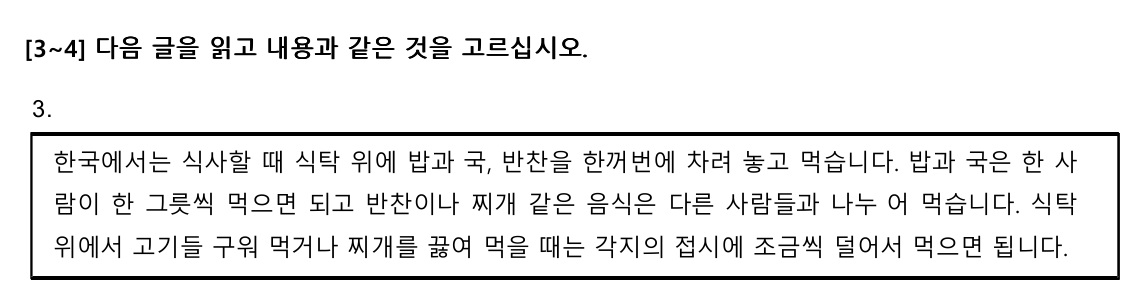 [3~4] 다음 글을 읽고 내용과 같은 것을 고르십시오.
3.
한국에서는 식사할 때 식탁 위에 밥과 국, 반찬을 한꺼번에 차려 놓고 먹습니다. 밥과 국은 한 사
람이 한 그릇씩 먹으면 되고 반찬이나 찌개 같은 음식은 다른 사람들과 나누 어 먹습니다. 식탁
위에서 고기들 구워 먹거나 찌개를 끓여 먹을 때는 각지의 접시에 조금씩 덜어서 먹으면 됩니다.